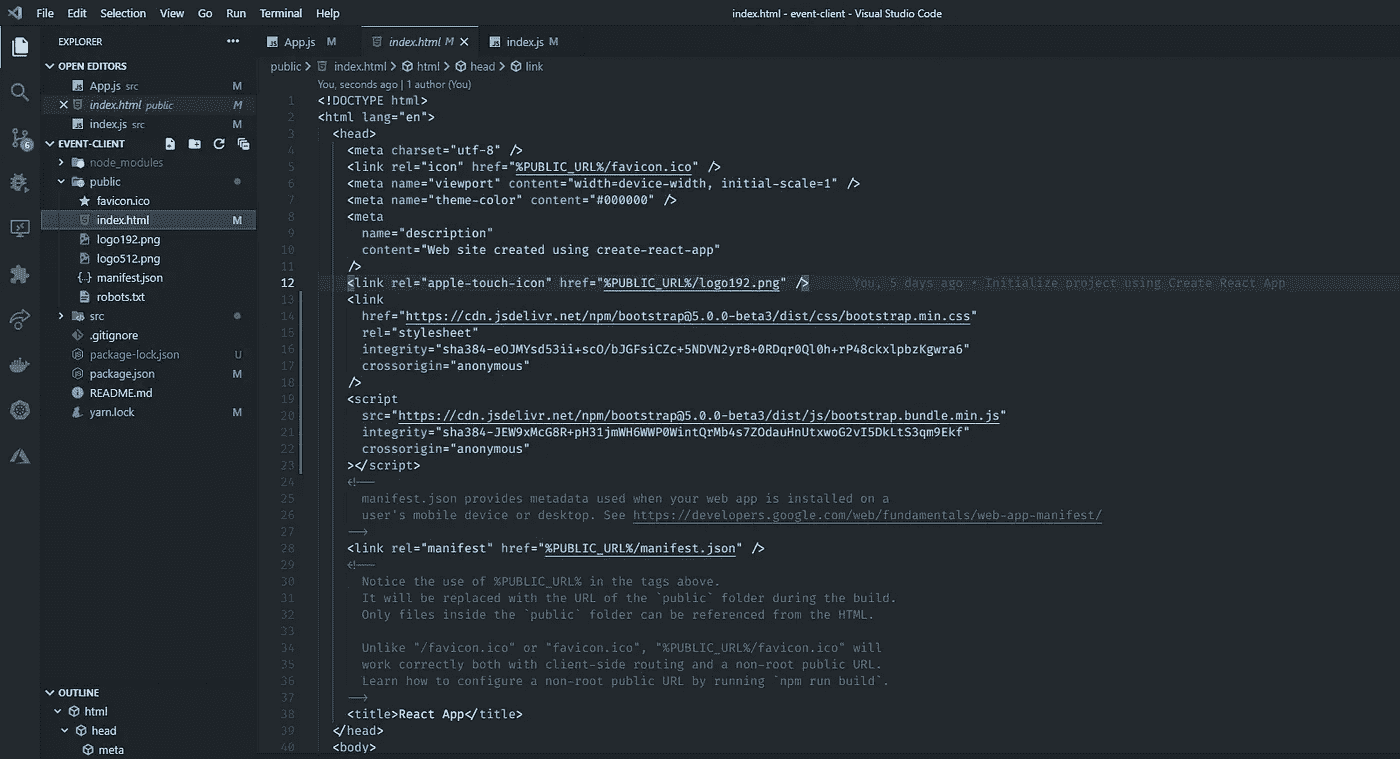 File Edit Selection View Go Run Terminal Help
index.html - event-client - Visual Studio Code
EXPLORER
OPEN EDITORS
App.js src M
index.html public M
index.js src M
EVENT-CLIENT
node_modules
public
favicon.ico
index.html M
logo192.png
logo512.png
{..} manifest.json
robots.txt
src
.gitignore
package-lock.json U
package.json M
README.md
yarn.lock M
OUTLINE
html
head
meta
6
App.js M
index.html M
index.js M
public > index.html > html > head > link
You, seconds ago | 1 author (You)
1 <!DOCTYPE html>
2 <html lang="en">
3 <head>
4 <meta charset="utf-8" />
5 <link rel="icon" href="%PUBLIC_URL%/favicon.ico" />
6 <meta name="viewport" content="width=device-width, initial-scale=1" />
7 <meta name="theme-color" content="#000000" />
8 <meta
9 name="description"
10 content="Web site created using create-react-app"
11 />
12 <link rel="apple-touch-icon" href="%PUBLIC_URL%/logo192.png" /> You, 5 days ago • Initialize project using Create React App
13 <link
14 href="https://cdn.jsdelivr.net/npm/bootstrap@5.0.0-beta3/dist/css/bootstrap.min.css"
15 rel="stylesheet"
16 integrity="sha384-eOJMYsd53ii+scO/bJGFsiCZc+5NDVN2yr8+0RDqr0Ql0h+rP48ckxlpbzKgwra6"
17 crossorigin="anonymous"
18 />
19 <script
20 src="https://cdn.jsdelivr.net/npm/bootstrap@5.0.0-beta3/dist/js/bootstrap.bundle.min.js"
21 integrity="sha384-JEW9xMcG8R+pH31jmWH6WWP0WintQrMb4s7ZOdauHnUtxwoG2vI5DkLtS3qm9Ekf"
22 crossorigin="anonymous"
23 ></script>
24 <!--
25 manifest.json provides metadata used when your web app is installed on a
26 user's mobile device or desktop. See https://developers.google.com/web/fundamentals/web-app-manifest/
27 -->
28 <link rel="manifest" href="%PUBLIC_URL%/manifest.json" />
29 <!--
30 Notice the use of %PUBLIC_URL% in the tags above.
31 It will be replaced with the URL of the `public` folder during the build.
32 Only files inside the `public` folder can be referenced from the HTML.
33
34 Unlike "/favicon.ico" or "favicon.ico", "%PUBLIC_URL%/favicon.ico" will
35 work correctly both with client-side routing and a non-root public URL.
36 Learn how to configure a non-root public URL by running `npm run build`.
37 -->
38 <title>React App</title>
39 </head>
40 <body>